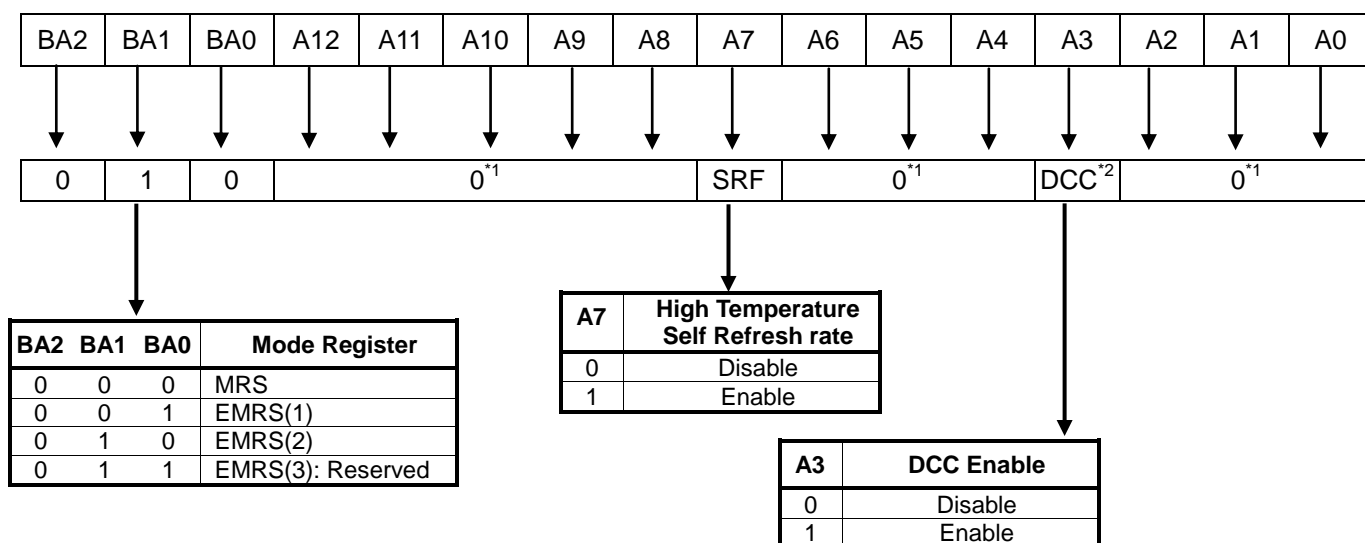 BA2 BA1 BA0 A12 A11 A10 A9 A8 A7 A6 A5 A4 A3 A2 A1 A0
0 1 0 0*1 SRF 0*1 DCC*2 0*1
BA2 BA1 BA0 Mode Register
0 0 0 MRS
0 0 1 EMRS(1)
0 1 0 EMRS(2)
0 1 1 EMRS(3): Reserved
A7 High Temperature
Self Refresh rate
0 Disable
1 Enable
A3 DCC Enable
0 Disable
1 Enable